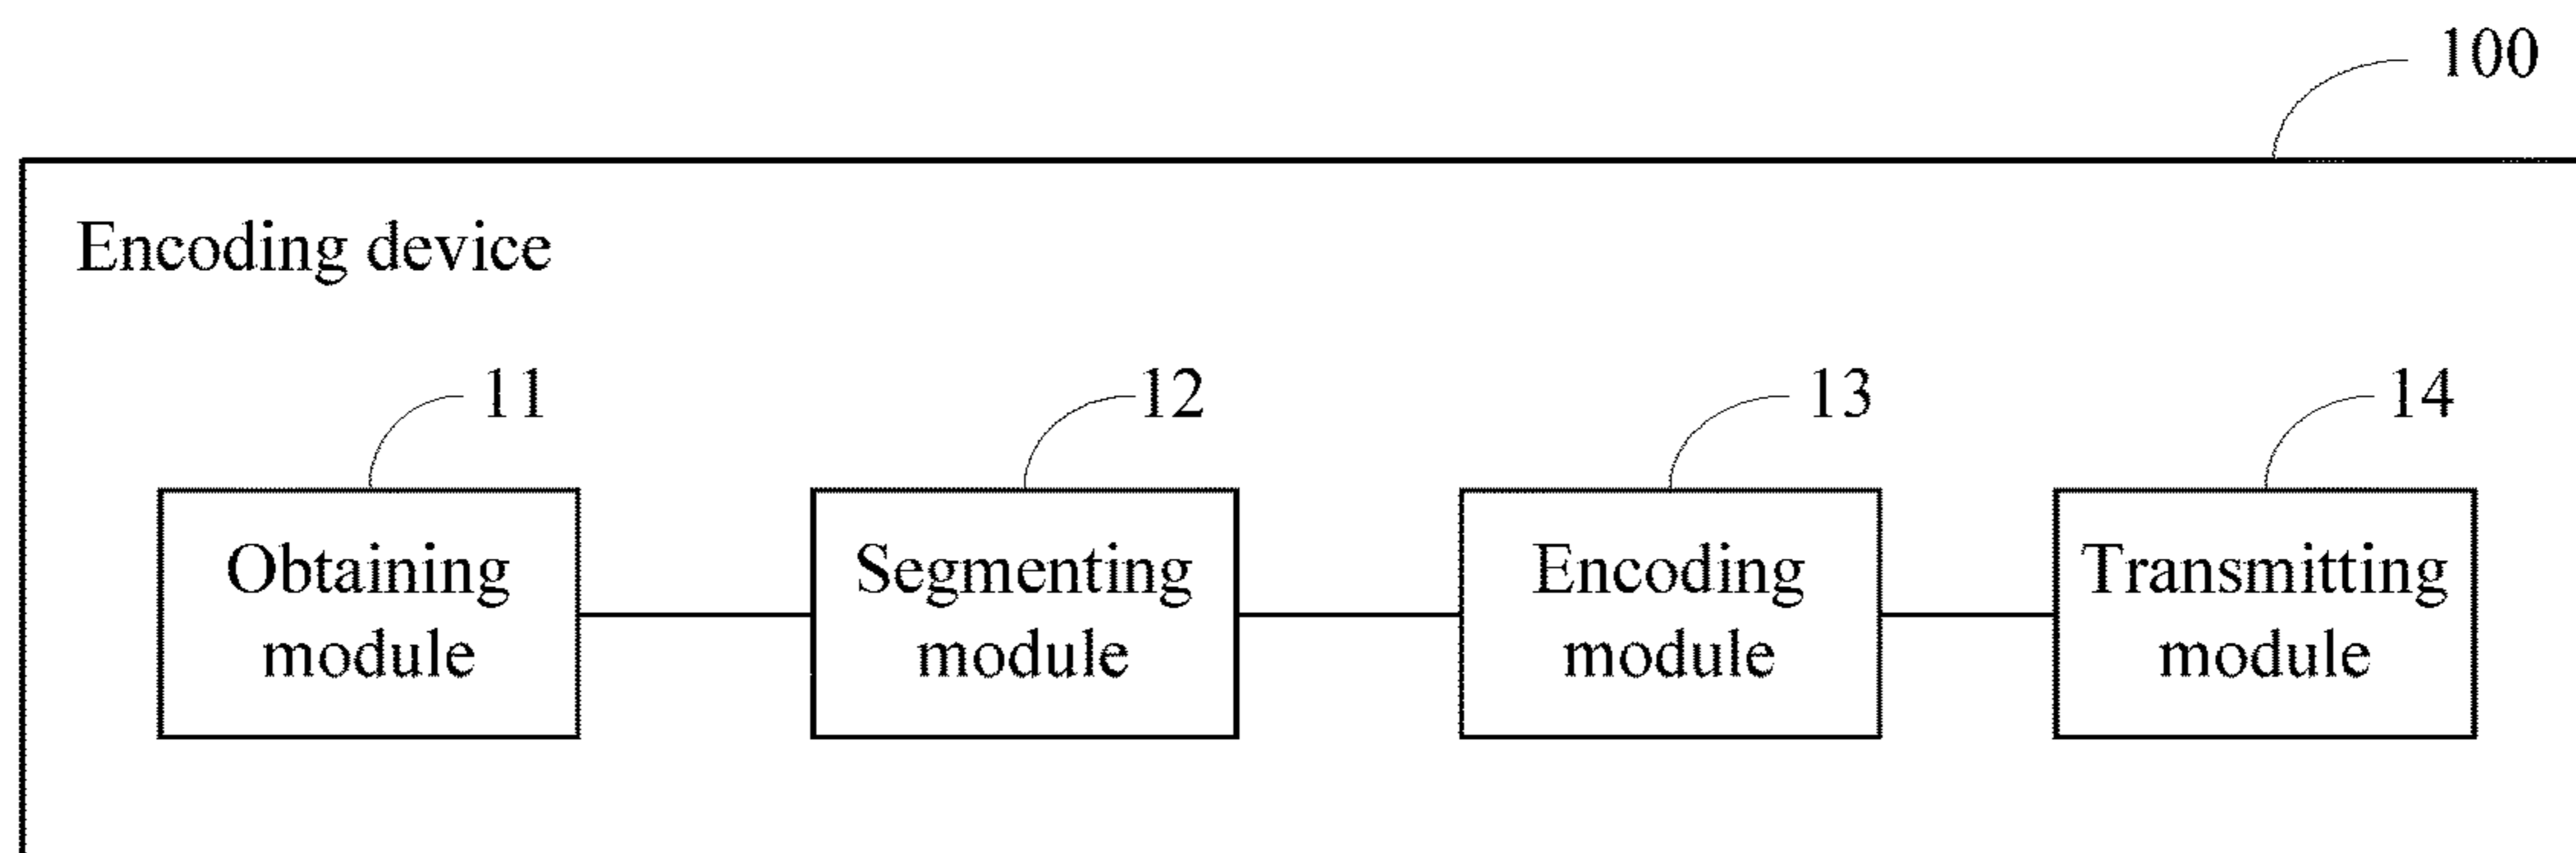 100
Encoding device
11
12
13
14
Obtaining
module
Segmenting
module
Encoding
module
Transmitting
module